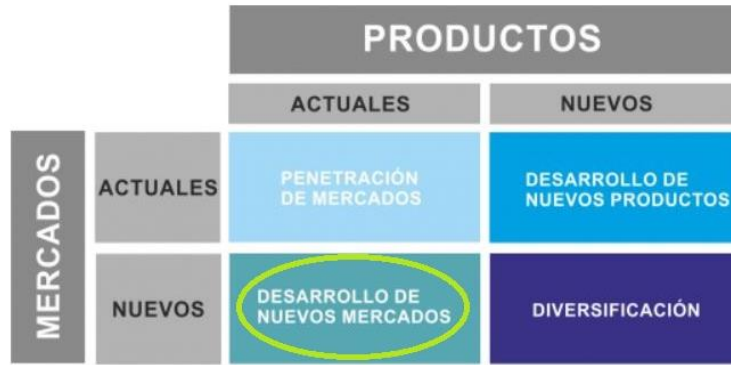 PRODUCTOS
ACTUALES
NUEVOS
MERCADOS
ACTUALES
PENETRACIÓN
DE MERCADOS
DESARROLLO DE
NUEVOS PRODUCTOS
NUEVOS
DESARROLLO DE
NUEVOS MERCADOS
DIVERSIFICACIÓN